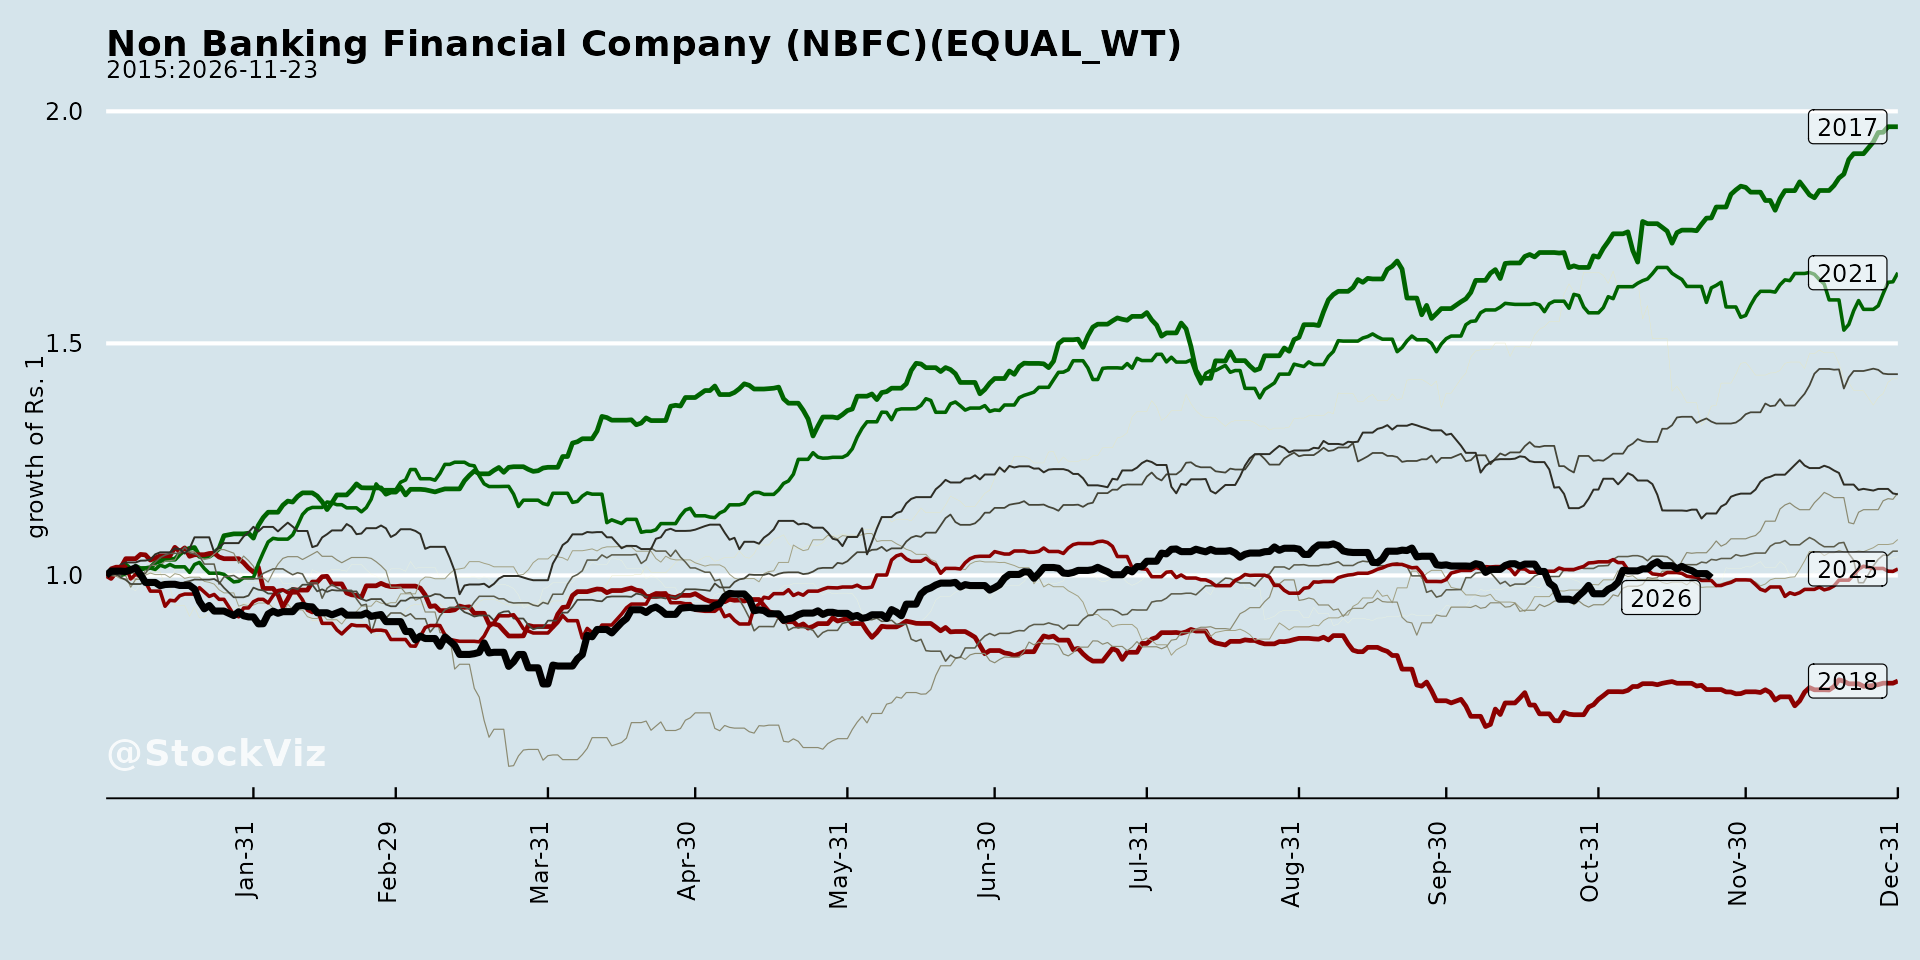 Non Banking Financial Company (NBFC)(EQUAL_WT)
2015:2026-11-23
2.0
1.5
1.0
growth of Rs. 1
2017
2021
2025
2026
2018
@StockViz
Jan-31
Feb-29
Mar-31
Apr-30
May-31
Jun-30
Jul-31
Aug-31
Sep-30
Oct-31
Nov-30
Dec-31